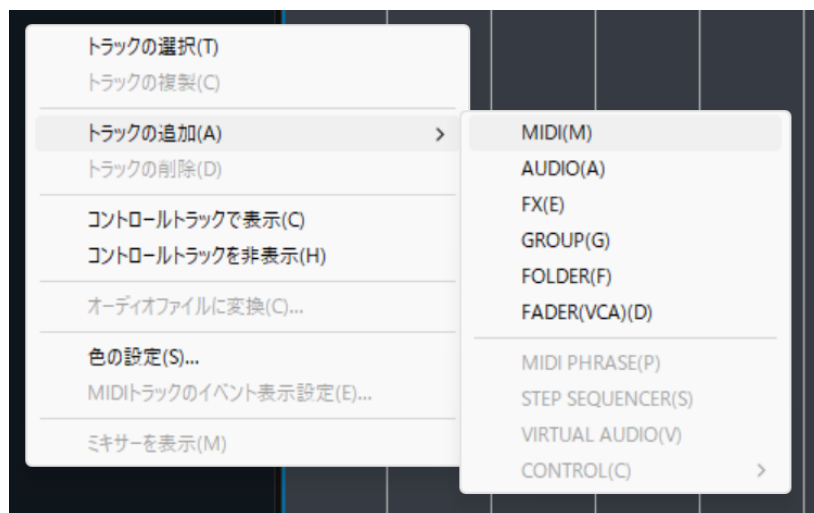 トラックの選択(T)
トラックの複製(C)
トラックの追加(A)
トラックの削除(D)
コントロールトラックで表示(C)
コントロールトラックを非表示(H)
オーディオファイルに変換(C)...
色の設定(S)...
MIDIトラックのイベント表示設定(E)...
ミキサーを表示(M)
MIDI(M)
AUDIO(A)
FX(E)
GROUP(G)
FOLDER(F)
FADER(VCA)(D)
MIDI PHRASE(P)
STEP SEQUENCER(S)
VIRTUAL AUDIO(V)
CONTROL(C)